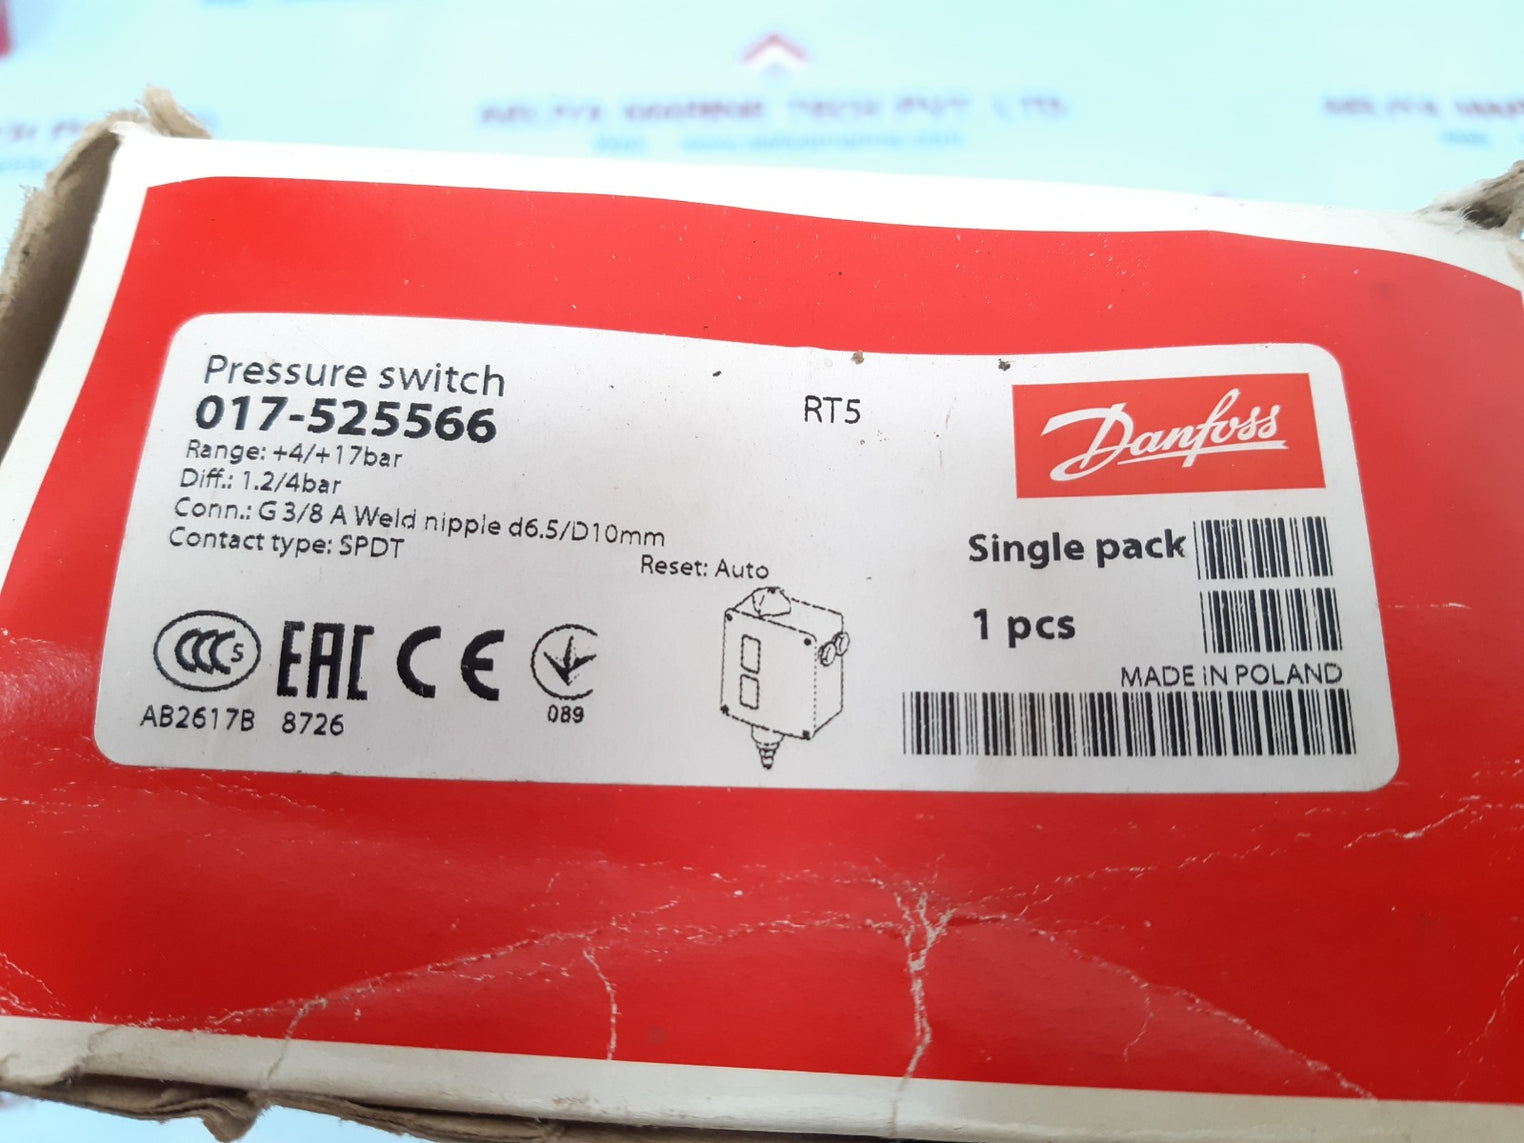 Pressure switch
017-525566
RT5
Danfoss
Range: +4/+17bar
Diff.: 1.2/4bar
Conn.: G 3/8 A Weld nipple d6.5/D10mm
Contact type: SPDT
Reset: Auto
Single pack
1 pcs
MADE IN POLAND
CCC S
EAC
CE
089
AB2617B 8726